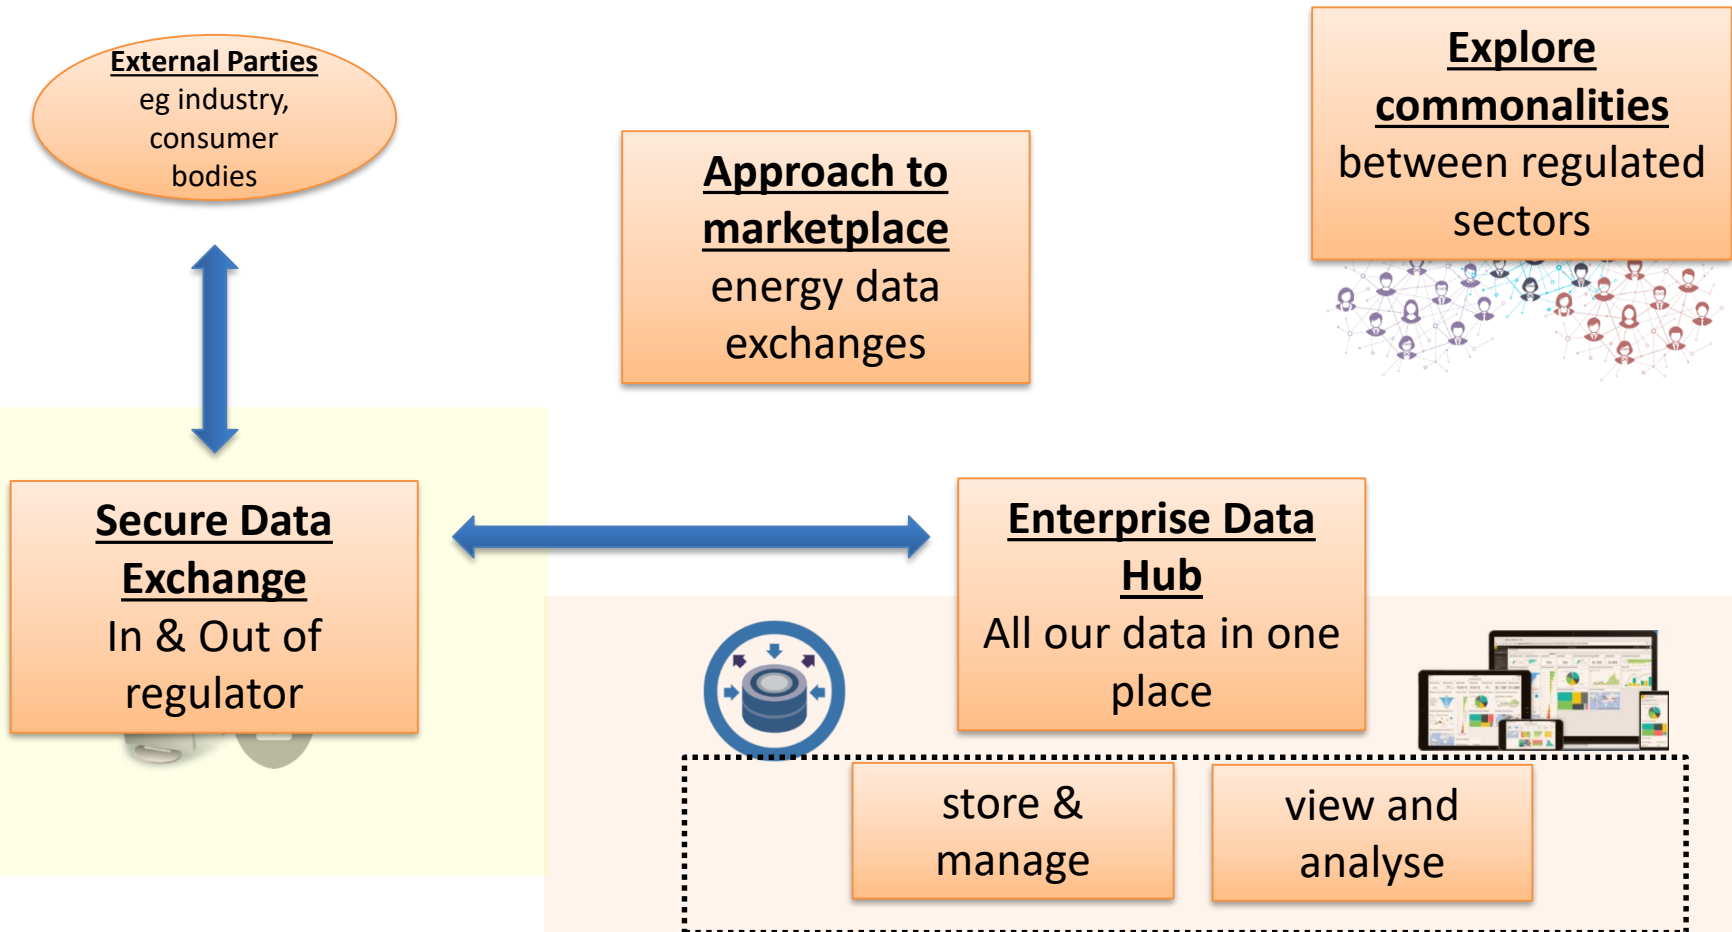 External Parties
eg industry,
consumer
bodies
Approach to
marketplace
energy data
exchanges
Explore
commonalities
between regulated
sectors
Secure Data
Exchange
In & Out of
regulator
Enterprise Data
Hub
All our data in one
place
store &
manage
view and
analyse